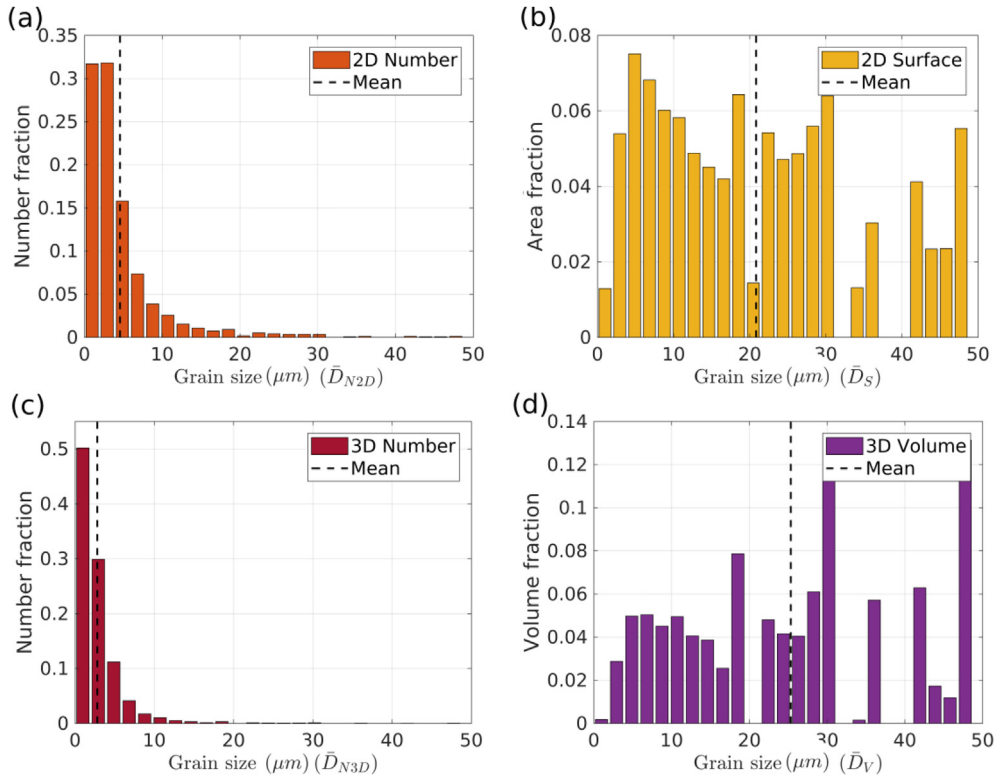 (a)
0.35
0.3
0.25
0.2
0.15
0.1
0.05
0
Number fraction
2D Number
Mean
0 10 20 30 40 50
Grain size (μm) (D̄_{N2D})
(b)
0.08
0.06
0.04
0.02
0
Area fraction
2D Surface
Mean
0 10 20 30 40 50
Grain size (μm) (D̄_S)
(c)
0.5
0.4
0.3
0.2
0.1
0
Number fraction
3D Number
Mean
0 10 20 30 40 50
Grain size (μm) (D̄_{N3D})
(d)
0.14
0.12
0.1
0.08
0.06
0.04
0.02
0
Volume fraction
3D Volume
Mean
0 10 20 30 40 50
Grain size (μm) (D̄_V)